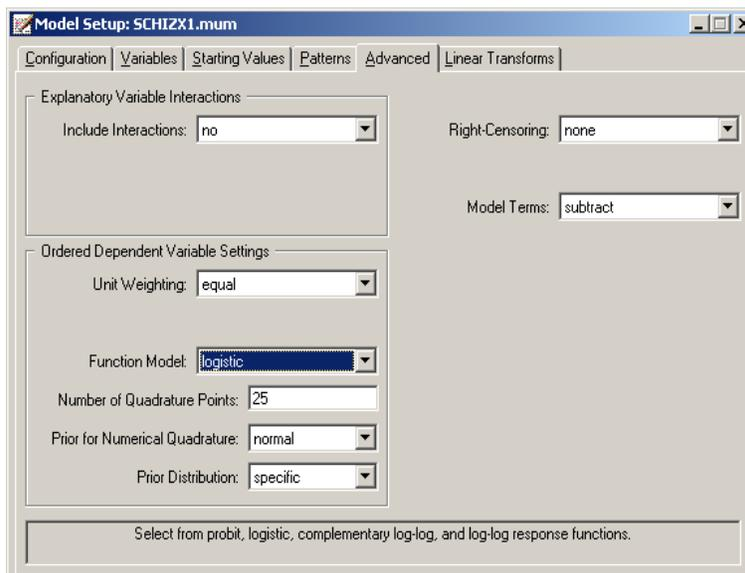 Model Setup: SCHIZX1.mum
Configuration Variables Starting Values Patterns Advanced Linear Transforms
Explanatory Variable Interactions
Include Interactions: no
Right-Censoring: none
Model Terms: subtract
Ordered Dependent Variable Settings
Unit Weighting: equal
Function Model: logistic
Number of Quadrature Points: 25
Prior for Numerical Quadrature: normal
Prior Distribution: specific
Select from probit, logistic, complementary log-log, and log-log response functions.